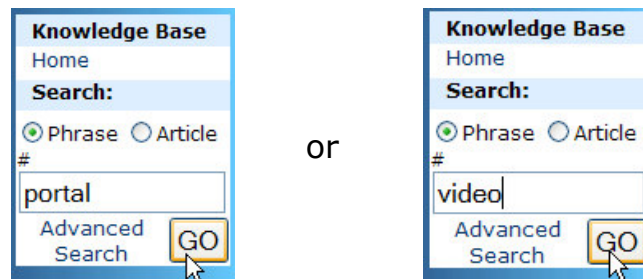 Knowledge Base
Home
Search:
Phrase Article
#
portal
Advanced
Search
GO
or
Knowledge Base
Home
Search:
Phrase Article
#
video
Advanced
Search
GO